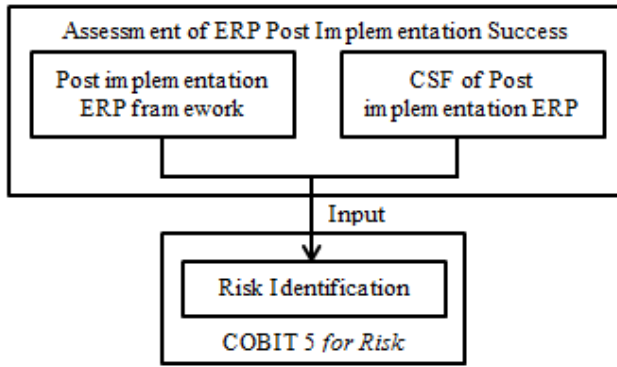 Assessment of ERP Post Implementation Success
Post implementation
ERP framework
CSF of Post
implementation ERP
Input
Risk Identification
COBIT 5 for Risk